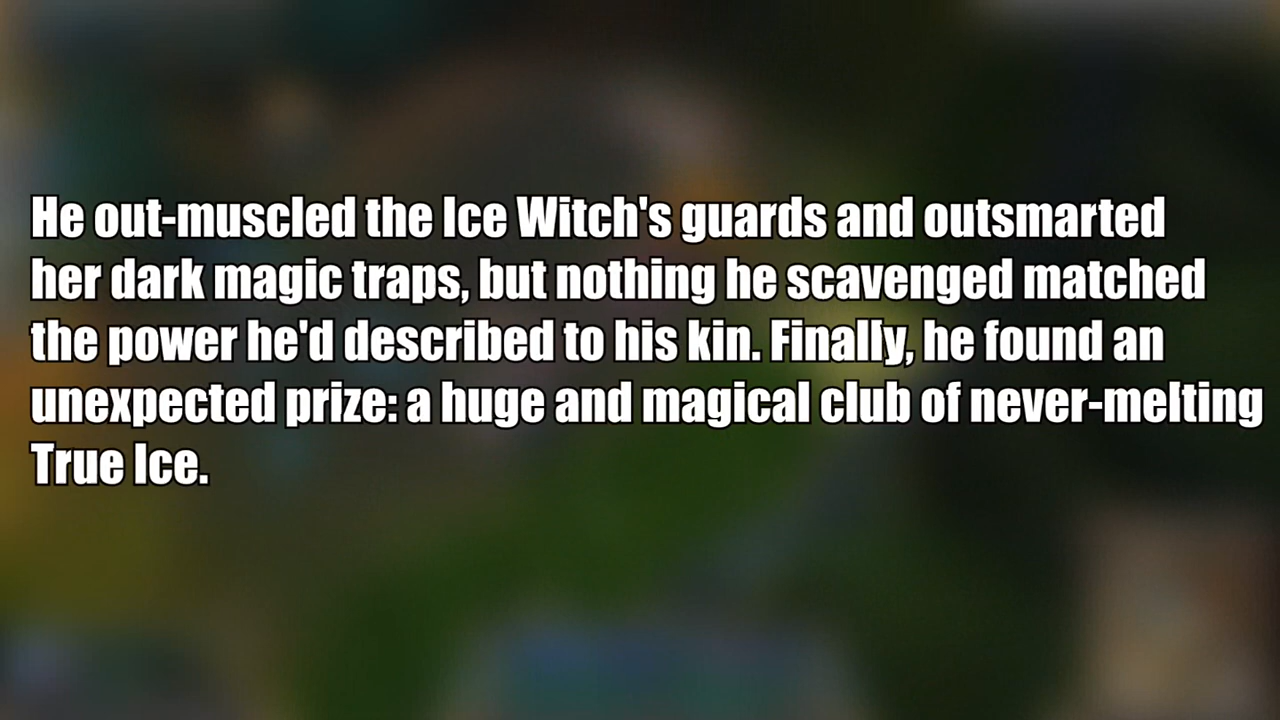 He out-muscled the Ice Witch's guards and outsmarted
her dark magic traps, but nothing he scavenged matched
the power he'd described to his kin. Finally, he found an
unexpected prize: a huge and magical club of never-melting
True Ice.